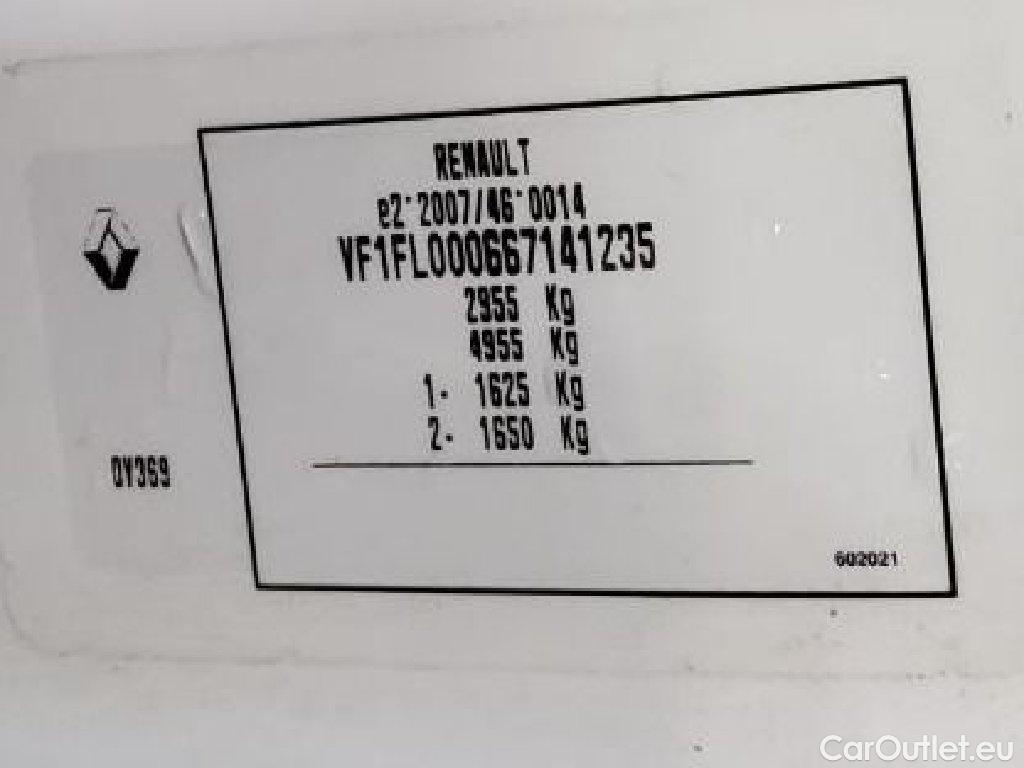 RENAULT
e2*2007/46*0014
VF1FL000667141235
2955 Kg
4955 Kg
1- 1625 Kg
2- 1650 Kg
DV369
602021
CarOutlet.eu